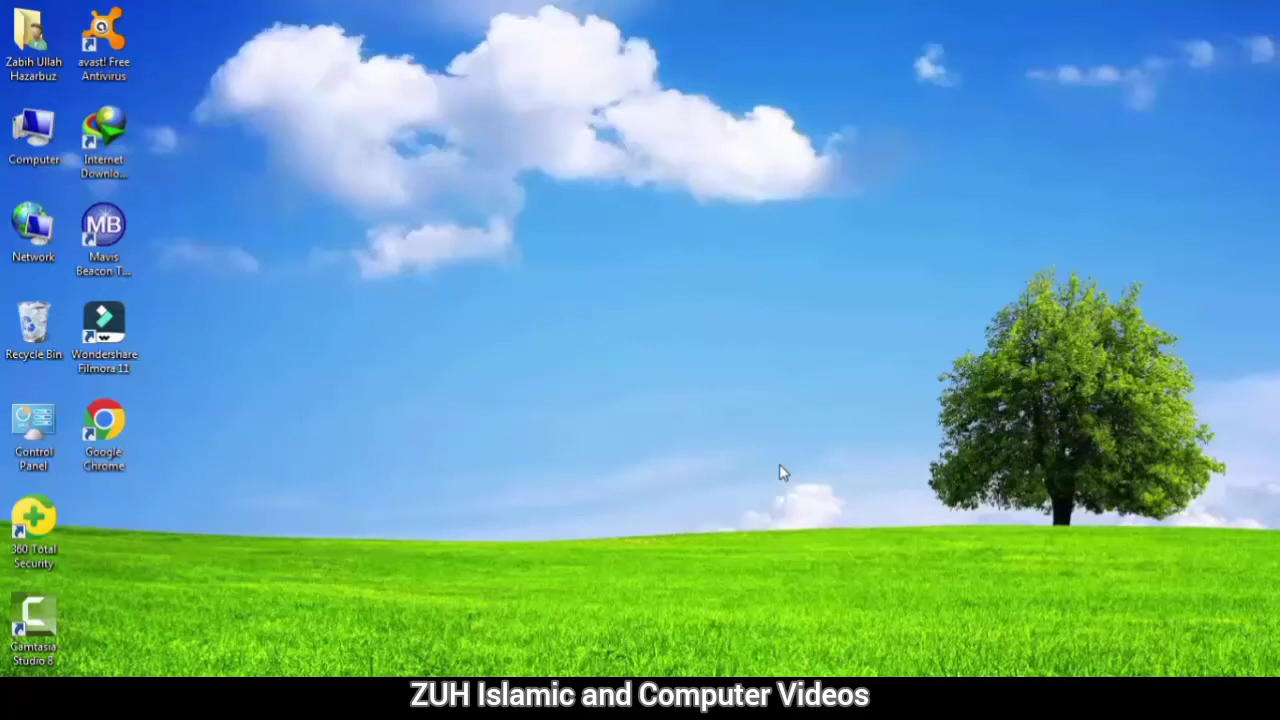 Zabih Ullah
Hazarbuz
avast! Free
Antivirus
Computer
Internet
Downlo...
Network
MB
Mavis
Beacon T...
Recycle Bin
Wondershare
Filmora 11
Control
Panel
Google
Chrome
360 Total
Security
Camtasia
Studio 8
ZUH Islamic and Computer Videos